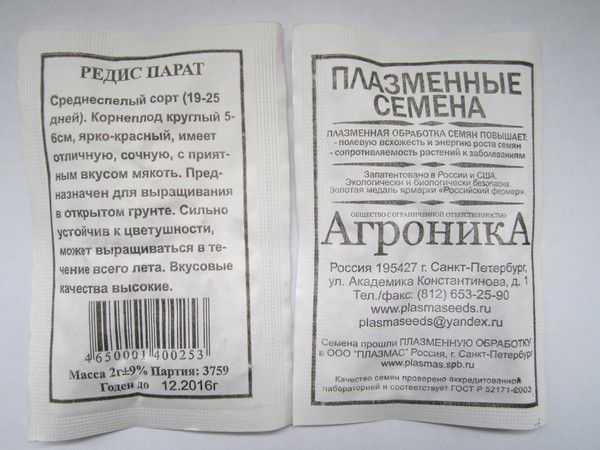 РЕДИС ПАРАТ
Среднеспелый сорт (19-25
дней). Корнеплод круглый 5-
6см, ярко-красный, имеет
отличную, сочную, с прият-
ным вкусом мякоть. Пред-
назначен для выращивания
в открытом грунте. Сильно
устойчив к цветушности,
может выращиваться в те-
чение всего лета. Вкусовые
качества высокие.
4650001400253
Масса 2г±9% Партия: 3759
Годен до 12.2016г
ПЛАЗМЕННЫЕ
СЕМЕНА
ПЛАЗМЕННАЯ ОБРАБОТКА СЕМЯН ПОВЫШАЕТ:
- полевую всхожесть и энергию роста семян
- сопротивляемость растений к заболеваниям
Запатентовано в России и США.
Экологически и биологически безопасна.
Золотая медаль ярмарки «Российский фермер».
ОБЩЕСТВО С ОГРАНИЧЕННОЙ ОТВЕТСТВЕННОСТЬЮ
АгроникА
Россия 195427 г. Санкт-Петербург,
ул. Академика Константинова, д. 1
Тел./факс: (812) 653-25-90
www.plasmaseeds.ru
plasmaseeds@yandex.ru
Семена прошли ПЛАЗМЕННУЮ ОБРАБОТКУ
в ООО "ПЛАЗМАС" Россия, г. Санкт-Петербург
www.plasmas.spb.ru
Качество семян проверено аккредитованной
лабораторией и соответствует ГОСТ Р 52171-2003